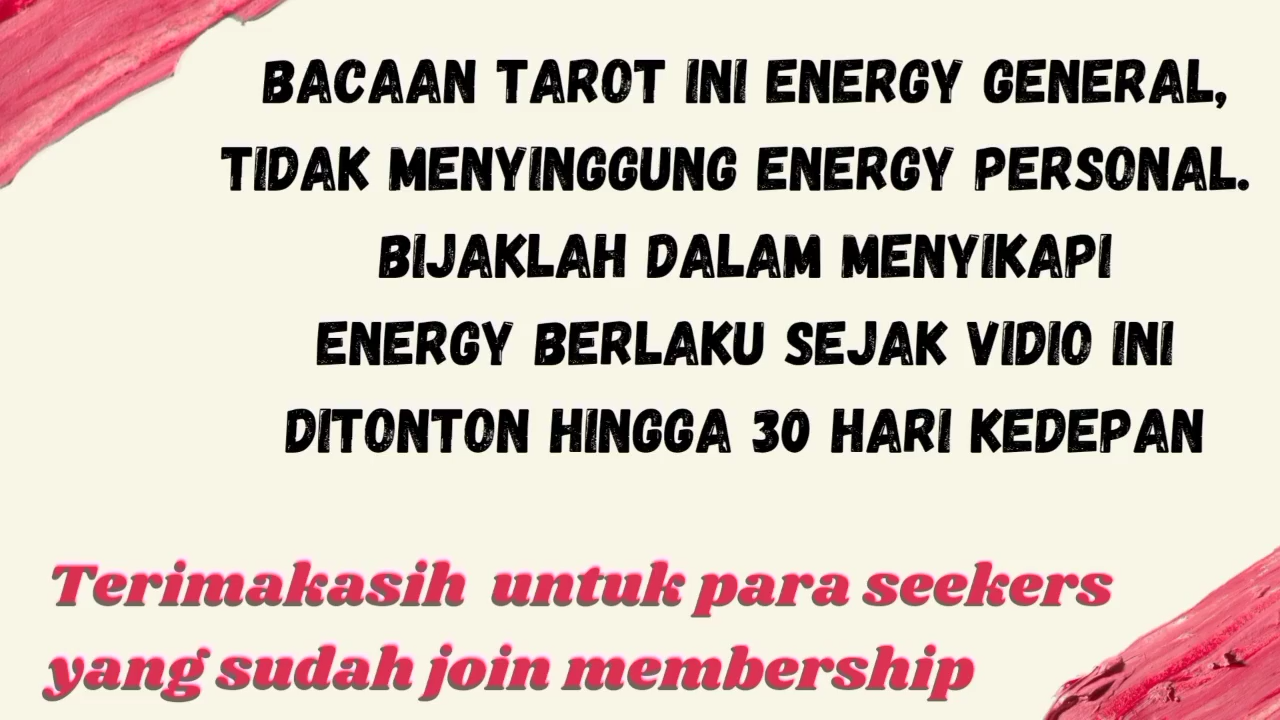 BACAAN TAROT INI ENERGY GENERAL,
TIDAK MENYINGGUNG ENERGY PERSONAL.
BIJAKLAH DALAM MENYIKAPI
ENERGY BERLAKU SEJAK VIDIO INI
DITONTON HINGGA 30 HARI KEDEPAN
Terimakasih untuk para seekers
yang sudah join membership